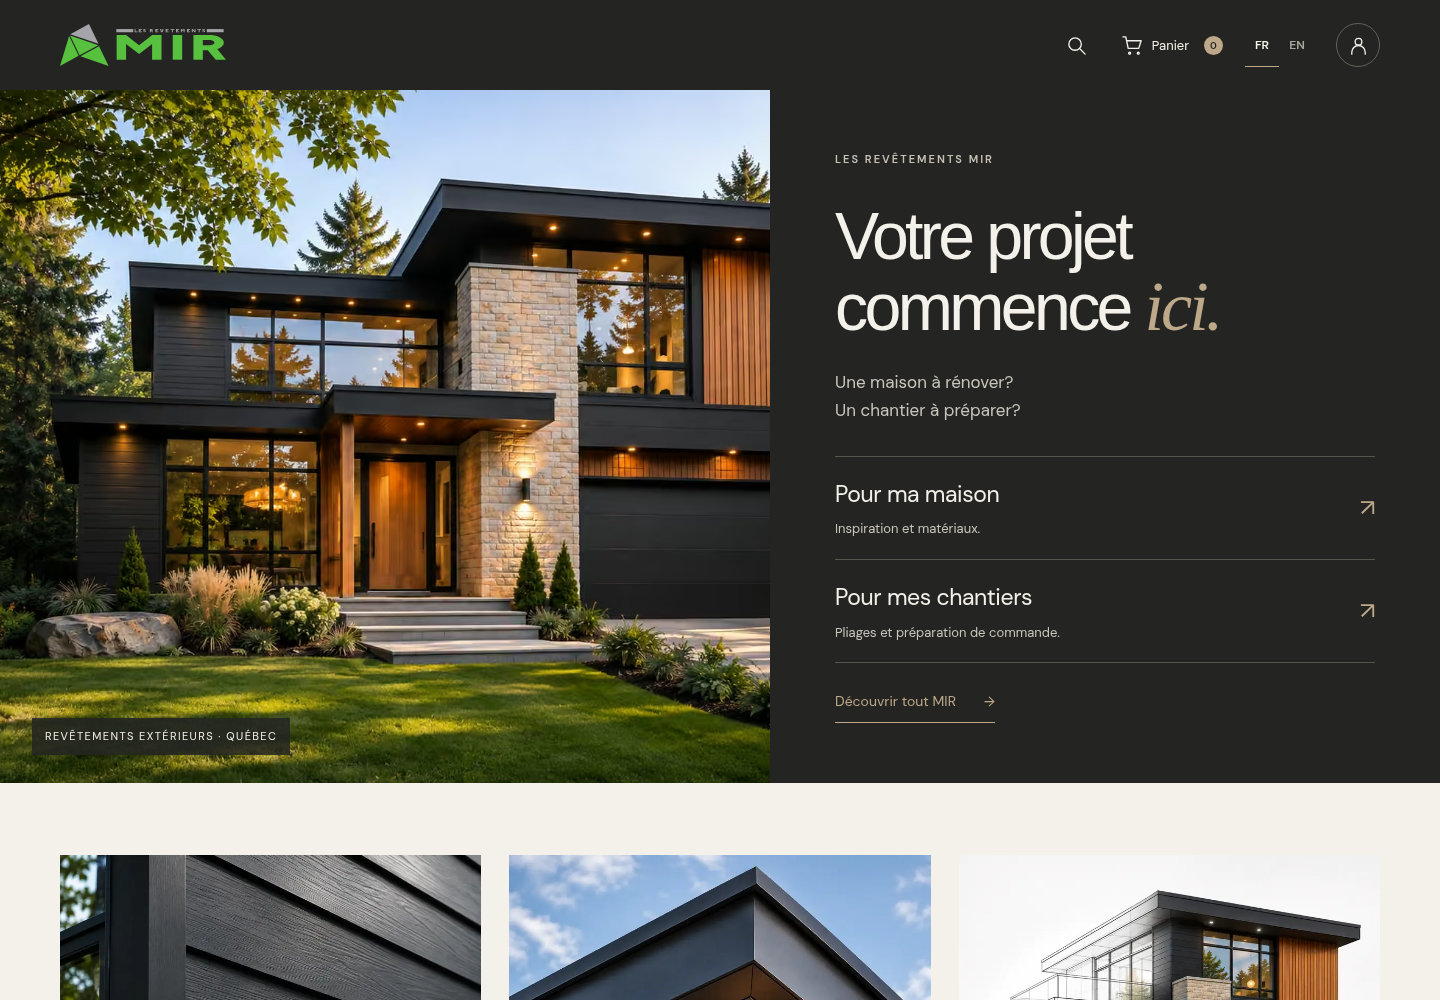 LES REVÊTEMENTS
MIR
Panier 0
FR EN
LES REVÊTEMENTS MIR
Votre projet
commence ici.
Une maison à rénover?
Un chantier à préparer?
Pour ma maison
Inspiration et matériaux.
Pour mes chantiers
Pliages et préparation de commande.
Découvrir tout MIR
REVÊTEMENTS EXTÉRIEURS · QUÉBEC